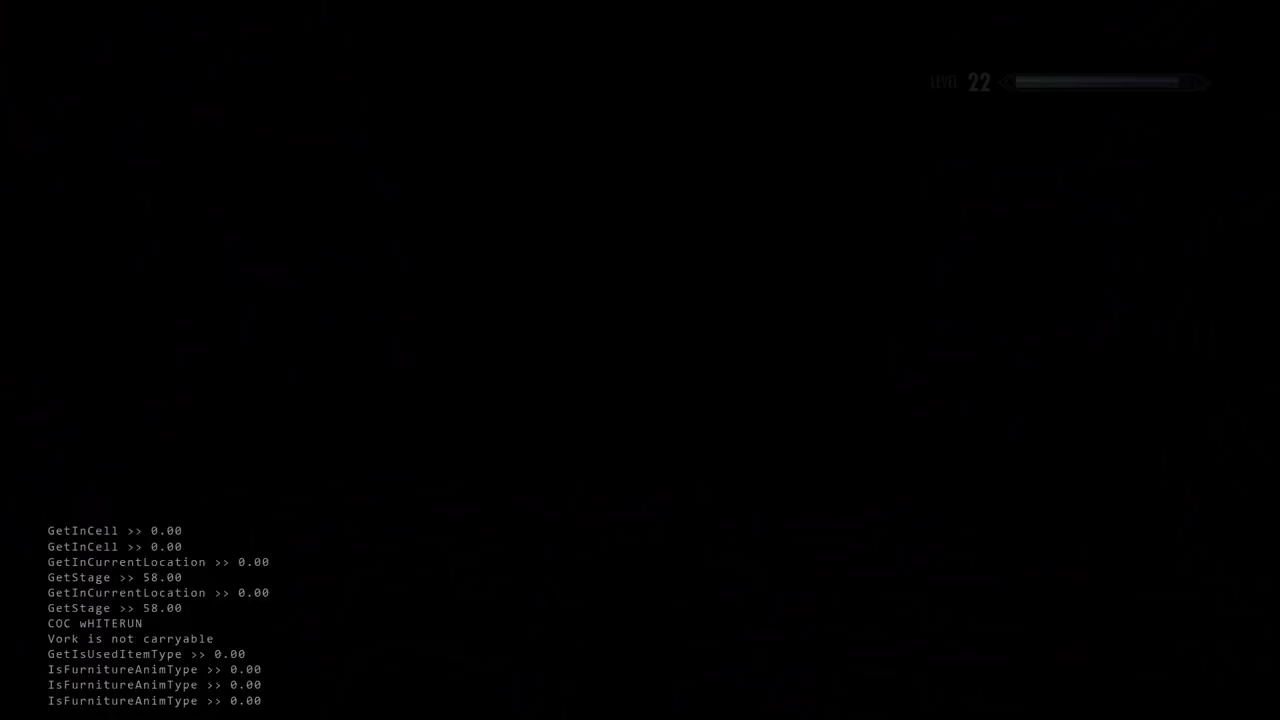 LEVEL 22
GetInCell >> 0.00
GetInCell >> 0.00
GetInCurrentLocation >> 0.00
GetStage >> 58.00
GetInCurrentLocation >> 0.00
GetStage >> 58.00
COC wHITERUN
Vork is not carryable
GetIsUsedItemType >> 0.00
IsFurnitureAnimType >> 0.00
IsFurnitureAnimType >> 0.00
IsFurnitureAnimType >> 0.00